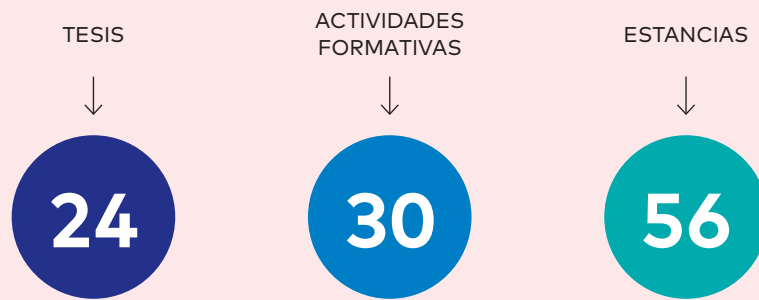 TESIS
ACTIVIDADES
FORMATIVAS
ESTANCIAS
24
30
56